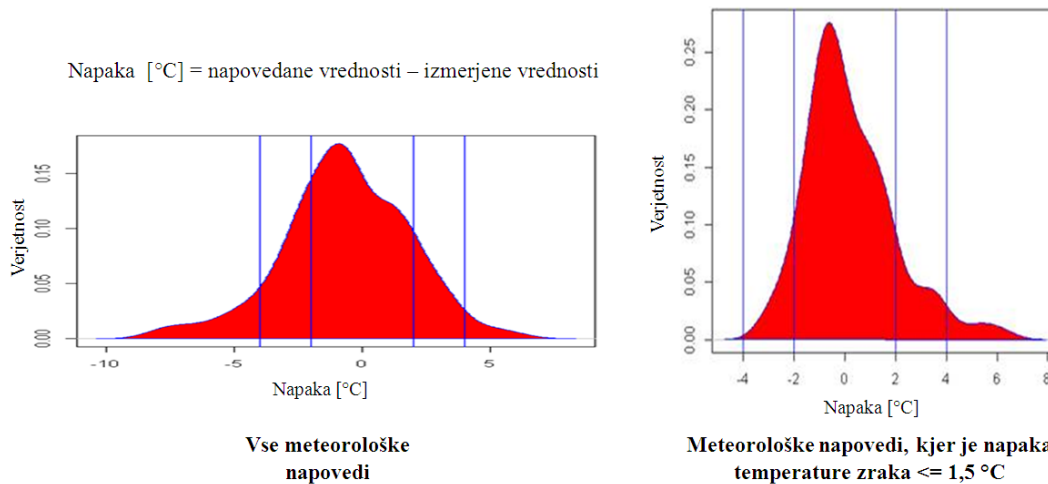 Napaka [°C] = napovedane vrednosti – izmerjene vrednosti
Verjetnost
0.15
0.10
0.05
0.00
-10
-5
0
5
Napaka [°C]
Vse meteorološke
napovedi
Verjetnost
0.25
0.20
0.15
0.10
0.05
0.00
-4
-2
0
2
4
6
8
Napaka [°C]
Meteorološke napovedi, kjer je napaka
temperature zraka <= 1,5 °C